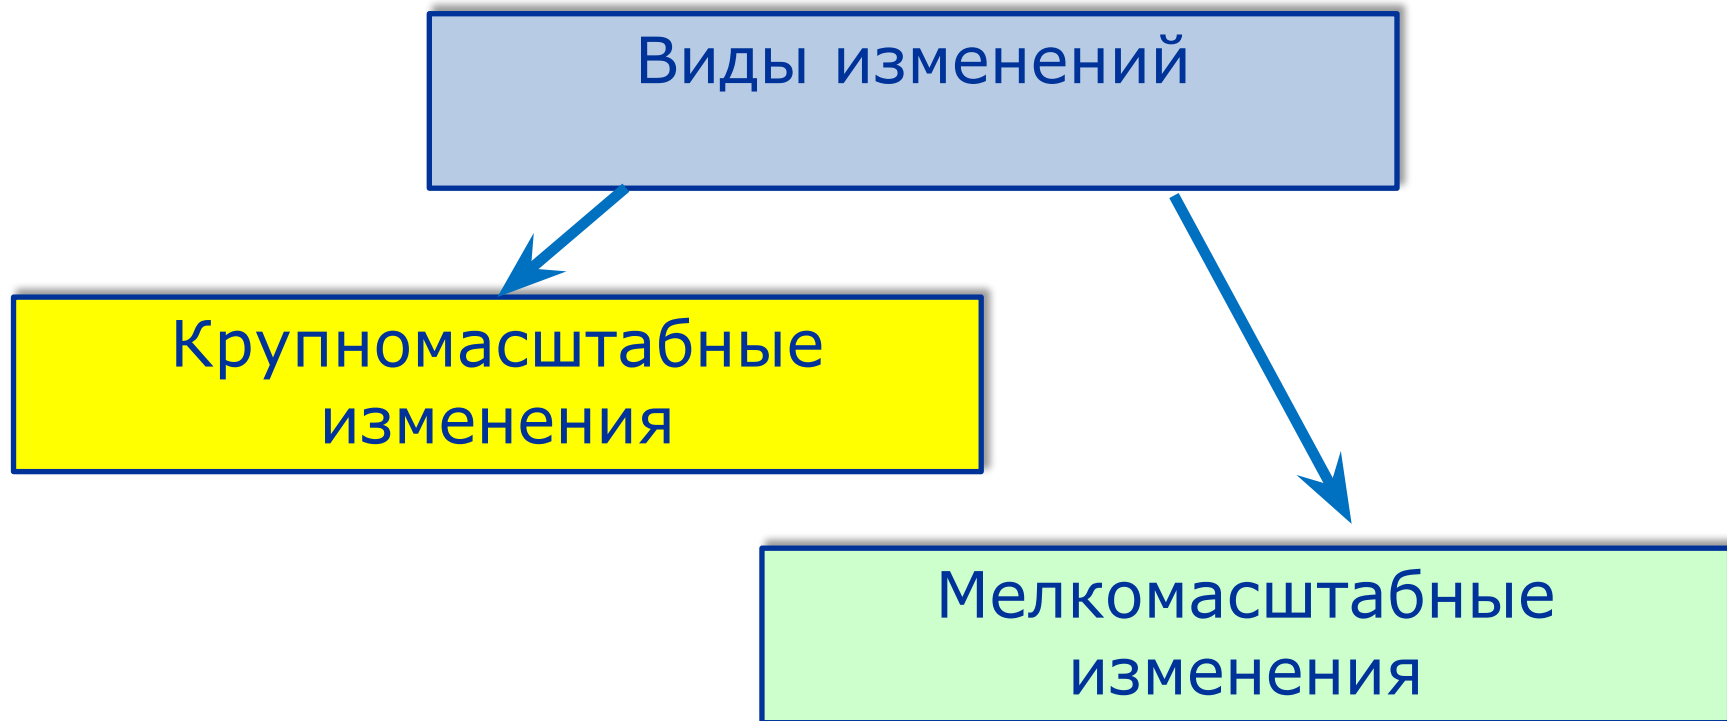 Виды изменений
Крупномасштабные
изменения
Мелкомасштабные
изменения